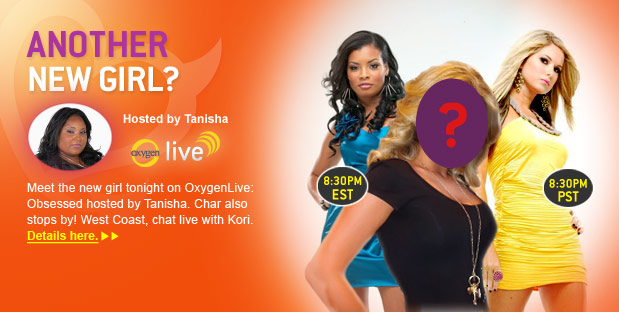 ANOTHER
NEW GIRL?
Hosted by Tanisha
oxygen live
Meet the new girl tonight on OxygenLive:
Obsessed hosted by Tanisha. Char also
stops by! West Coast, chat live with Kori.
Details here.
?
8:30PM
EST
8:30PM
PST